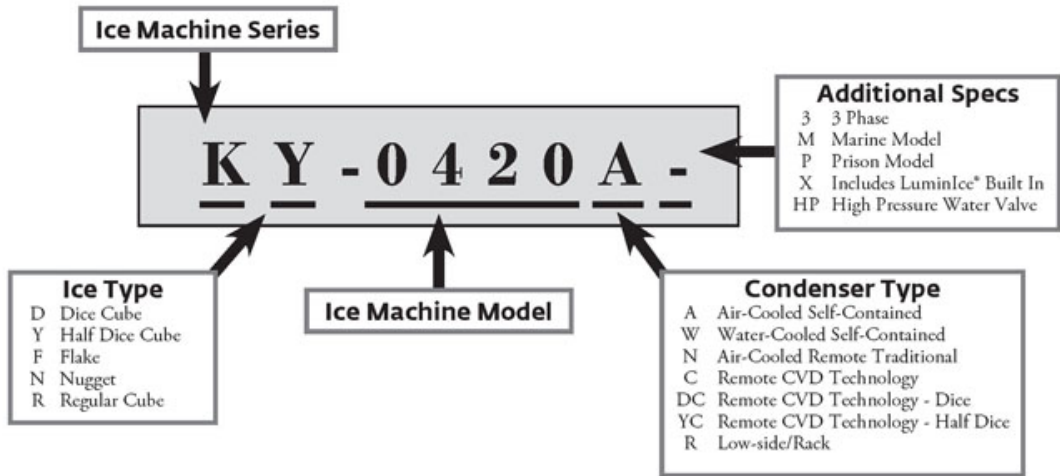 Ice Machine Series
K Y - 0 4 2 0 A -
Additional Specs
3 3 Phase
M Marine Model
P Prison Model
X Includes LuminIce® Built In
HP High Pressure Water Valve
Ice Type
D Dice Cube
Y Half Dice Cube
F Flake
N Nugget
R Regular Cube
Ice Machine Model
Condenser Type
A Air-Cooled Self-Contained
W Water-Cooled Self-Contained
N Air-Cooled Remote Traditional
C Remote CVD Technology
DC Remote CVD Technology - Dice
YC Remote CVD Technology - Half Dice
R Low-side/Rack